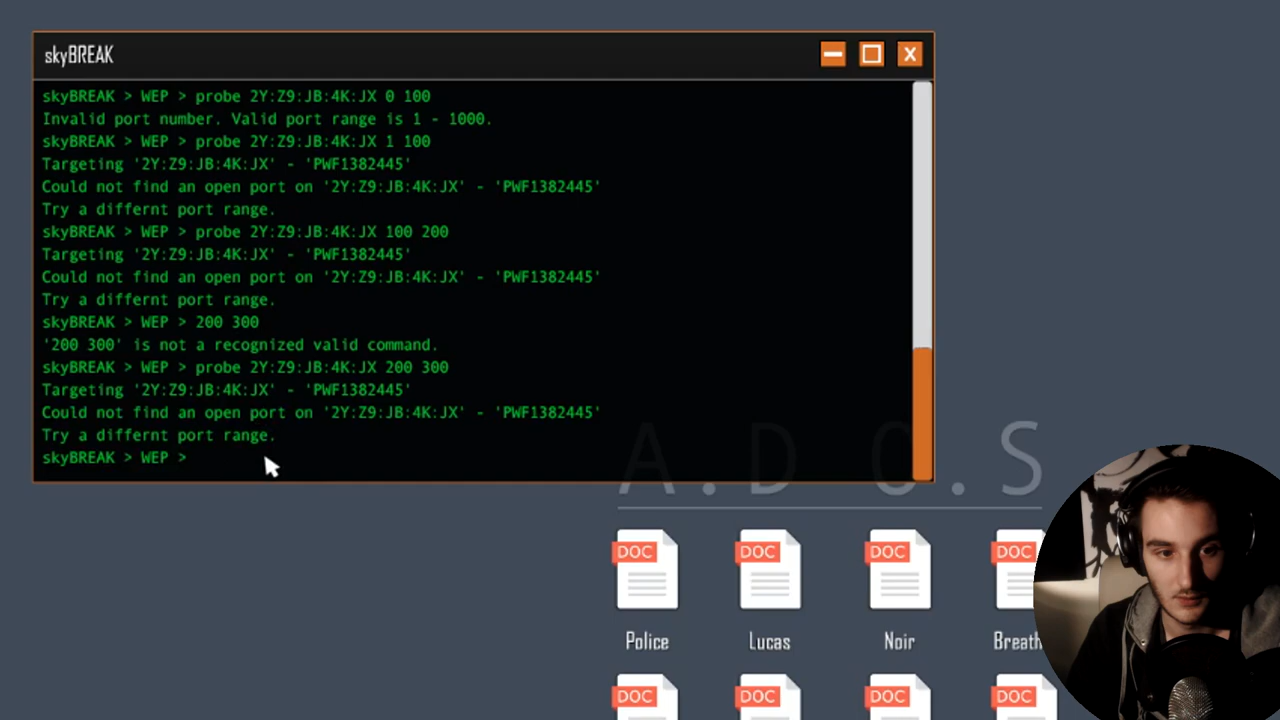 skyBREAK
skyBREAK > WEP > probe 2Y:Z9:JB:4K:JX 0 100
Invalid port number. Valid port range is 1 - 1000.
skyBREAK > WEP > probe 2Y:Z9:JB:4K:JX 1 100
Targeting '2Y:Z9:JB:4K:JX' - 'PWF1382445'
Could not find an open port on '2Y:Z9:JB:4K:JX' - 'PWF1382445'
Try a differnt port range.
skyBREAK > WEP > probe 2Y:Z9:JB:4K:JX 100 200
Targeting '2Y:Z9:JB:4K:JX' - 'PWF1382445'
Could not find an open port on '2Y:Z9:JB:4K:JX' - 'PWF1382445'
Try a differnt port range.
skyBREAK > WEP > 200 300
'200 300' is not a recognized valid command.
skyBREAK > WEP > probe 2Y:Z9:JB:4K:JX 200 300
Targeting '2Y:Z9:JB:4K:JX' - 'PWF1382445'
Could not find an open port on '2Y:Z9:JB:4K:JX' - 'PWF1382445'
Try a differnt port range.
skyBREAK > WEP >
A.D O.S
DOC DOC DOC DOC
Police Lucas Noir Breath
DOC DOC DOC DOC